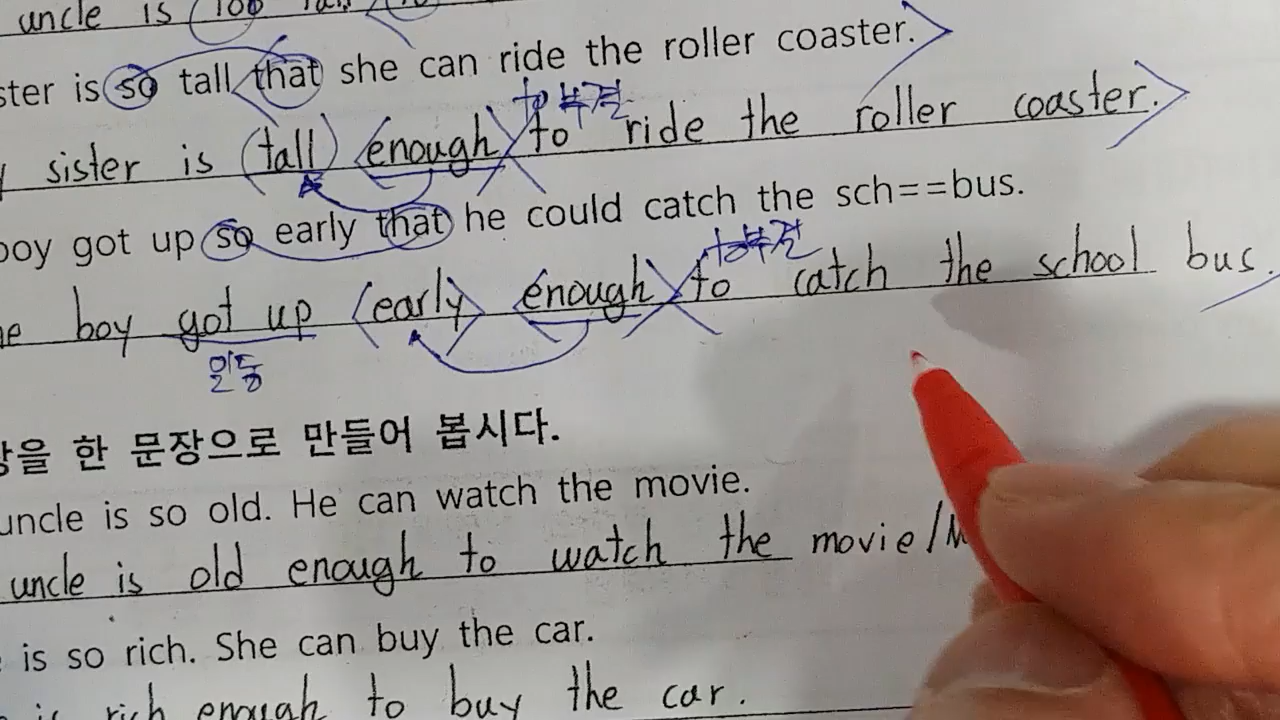 uncle is too
ster is so tall that she can ride the roller coaster.
to부정
sister is tall enough to ride the roller coaster.
boy got up so early that he could catch the sch==bus.
to부정
boy got up early enough to catch the school bus.
일동
장을 한 문장으로 만들어 봅시다.
uncle is so old. He can watch the movie.
uncle is old enough to watch the movie/
is so rich. She can buy the car.
is rich enough to buy the car.